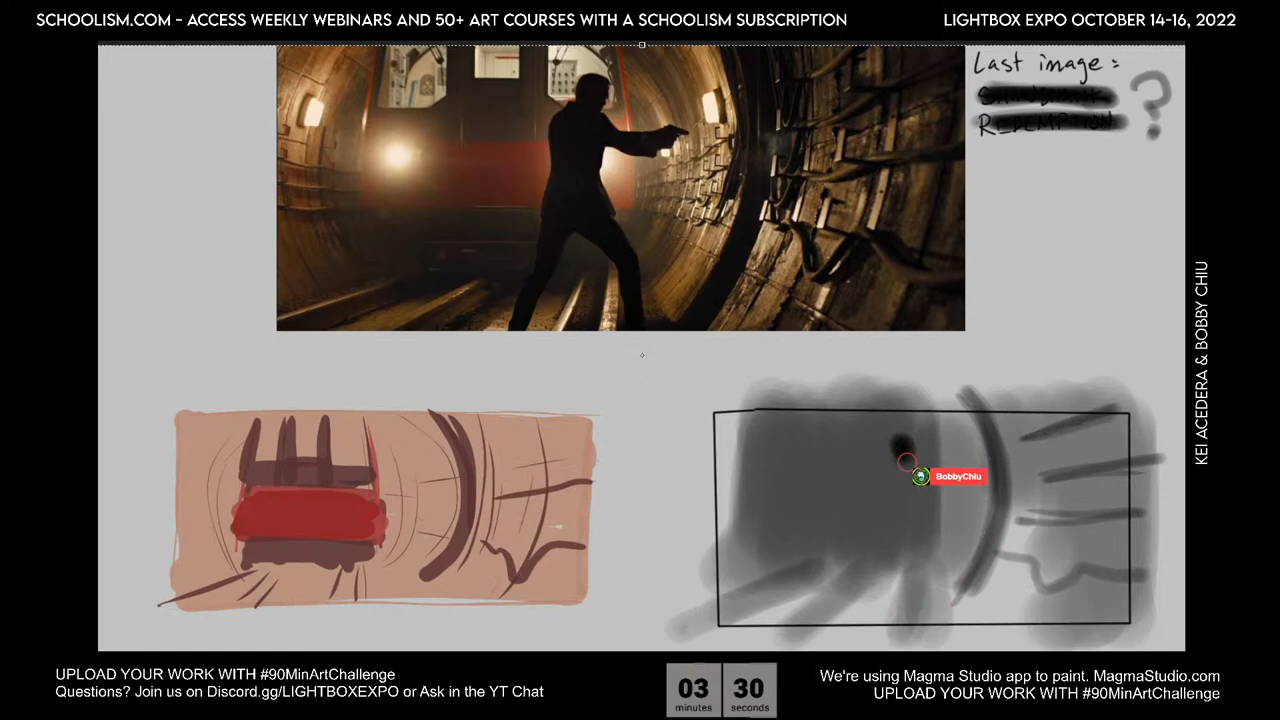 SCHOOLISM.COM – ACCESS WEEKLY WEBINARS AND 50+ ART COURSES WITH A SCHOOLISM SUBSCRIPTION
LIGHTBOX EXPO OCTOBER 14-16, 2022
Last image:
REDEMPTION
?
KEI ACEDERA & BOBBY CHIU
BobbyChiu
UPLOAD YOUR WORK WITH #90MinArtChallenge
Questions? Join us on Discord.gg/LIGHTBOXEXPO or Ask in the YT Chat
03
minutes
30
seconds
We're using Magma Studio app to paint. MagmaStudio.com
UPLOAD YOUR WORK WITH #90MinArtChallenge